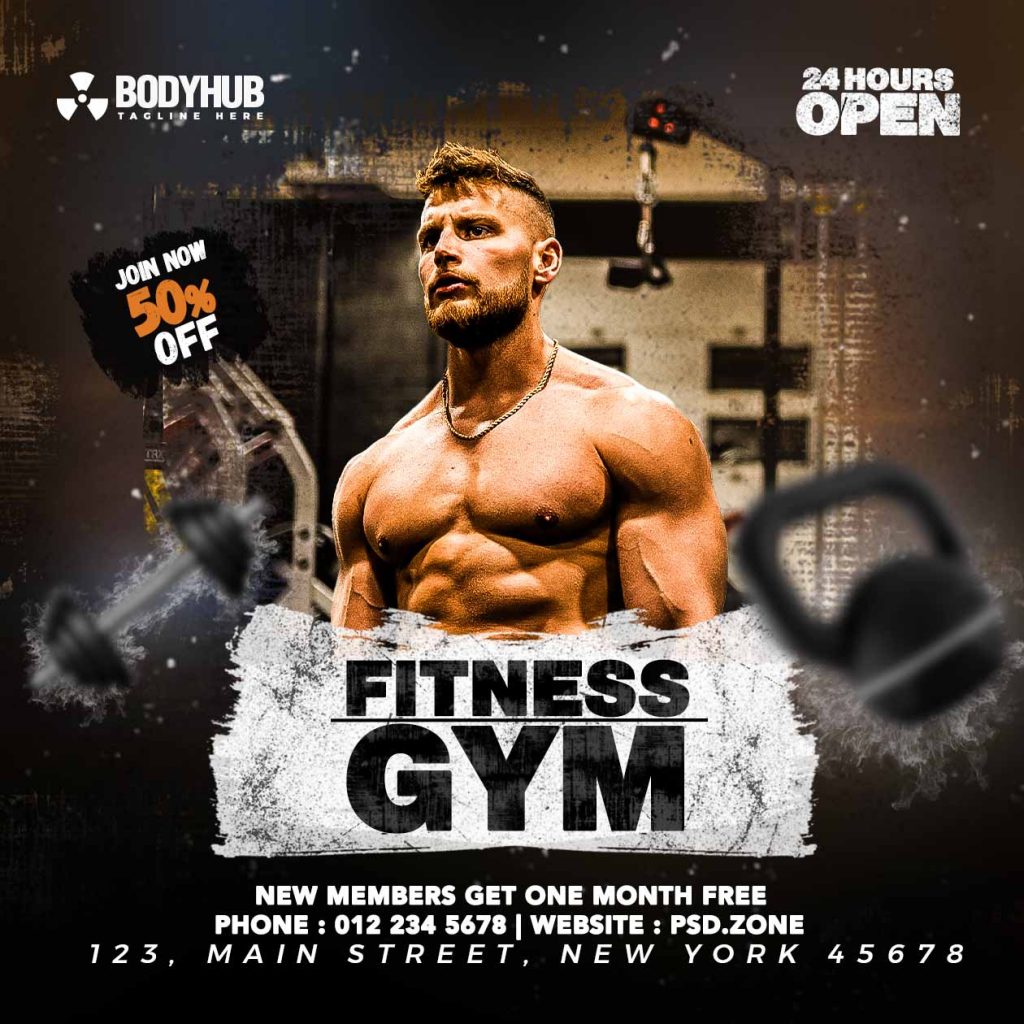 BODYHUB
TAGLINE HERE
24 HOURS
OPEN
JOIN NOW
50%
OFF
FITNESS
GYM
NEW MEMBERS GET ONE MONTH FREE
PHONE : 012 234 5678 | WEBSITE : PSD.ZONE
123, MAIN STREET, NEW YORK 45678